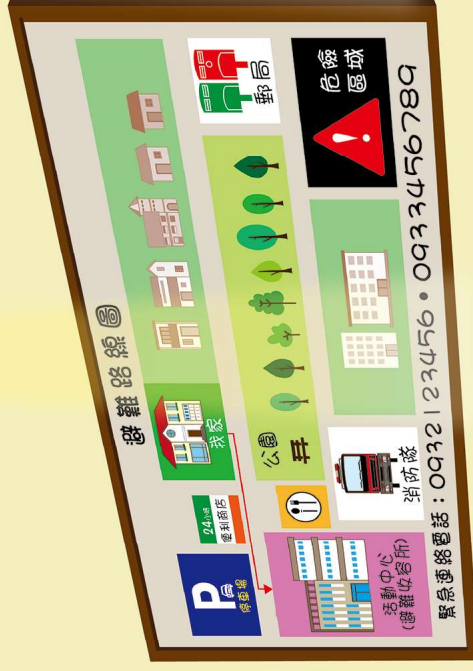 避難路線圖
P
停車場
24小時
便利商店
我家
公園
郵局
活動中心
(避難收容所)
消防隊
危險
區域
!
緊急連絡電話：0932123456・0933456789